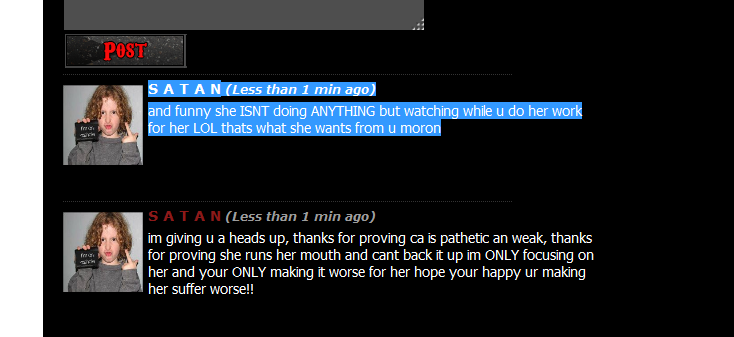 Post
S A T A N (Less than 1 min ago)
and funny she ISNT doing ANYTHING but watching while u do her work
for her LOL thats what she wants from u moron
S A T A N (Less than 1 min ago)
im giving u a heads up, thanks for proving ca is pathetic an weak, thanks
for proving she runs her mouth and cant back it up im ONLY focusing on
her and your ONLY making it worse for her hope your happy ur making
her suffer worse!!